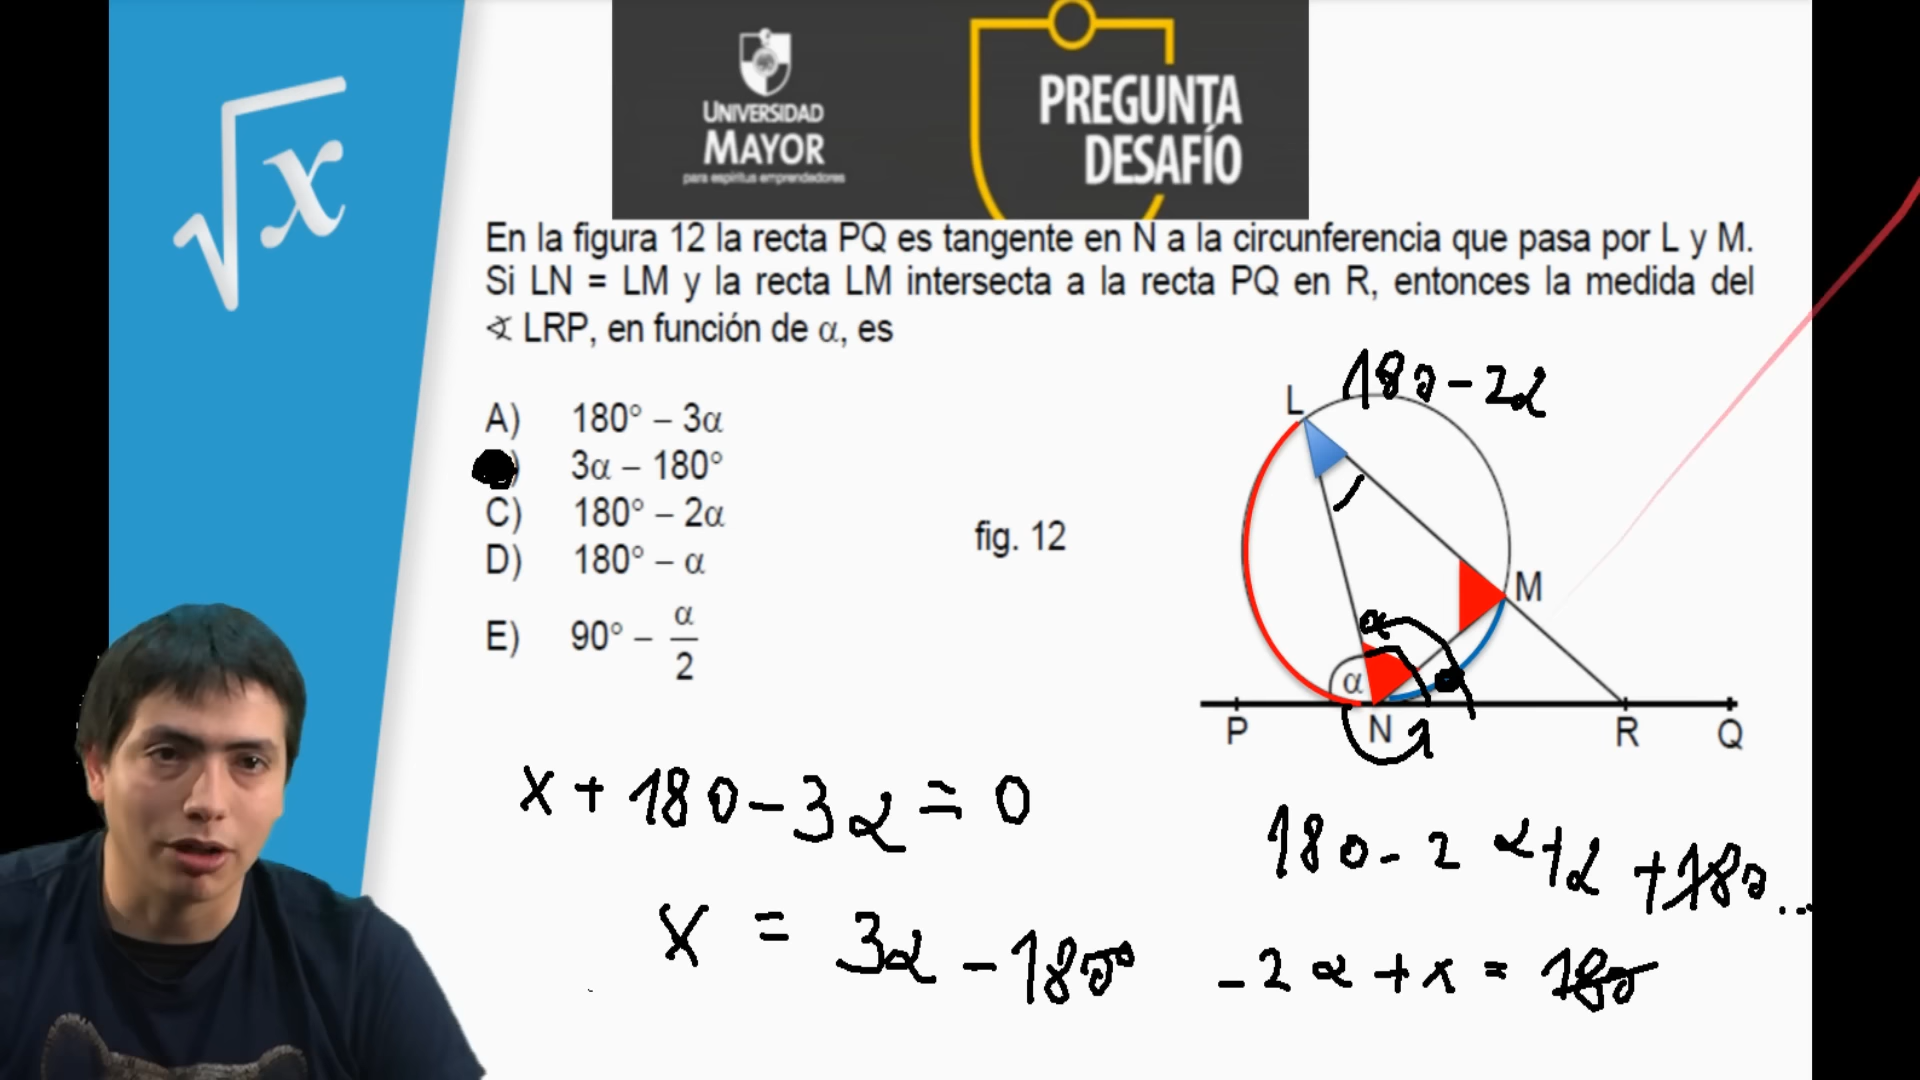 √x
UNIVERSIDAD
MAYOR
para espíritus emprendedores
PREGUNTA
DESAFÍO
En la figura 12 la recta PQ es tangente en N a la circunferencia que pasa por L y M.
Si LN = LM y la recta LM intersecta a la recta PQ en R, entonces la medida del
∢ LRP, en función de α, es
A) 180° – 3α
) 3α – 180°
C) 180° – 2α
D) 180° – α
E) 90° – α/2
fig. 12
180-2α
L
M
α
α
P N R Q
x + 180 - 3α = 0
x = 3α - 180°
180 - 2α + α + 180...
- 2α + x = 180